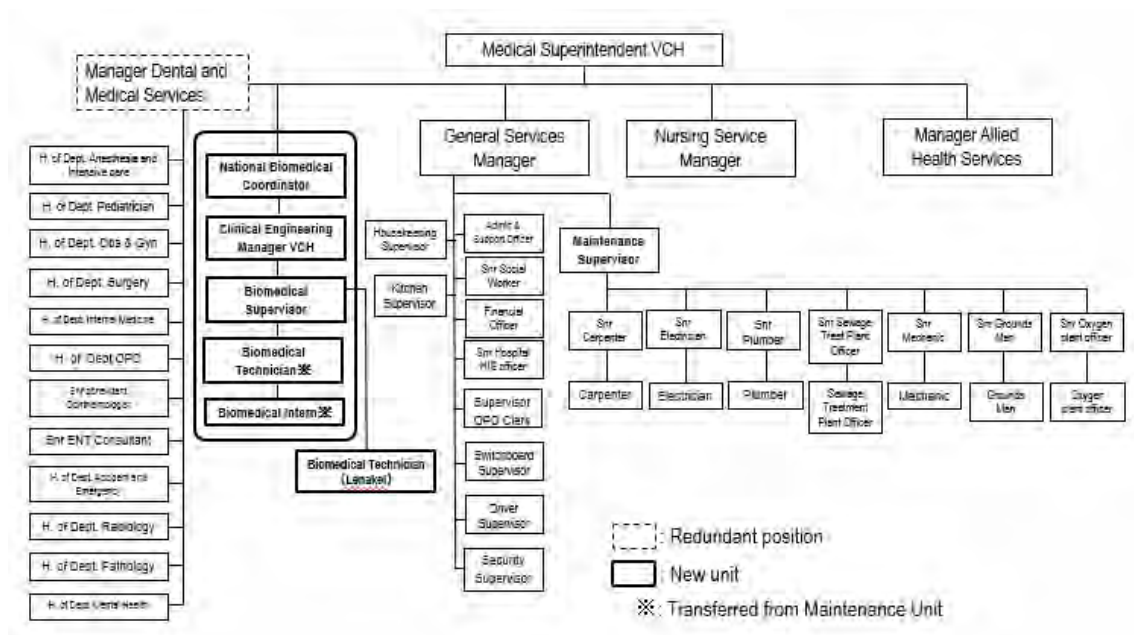 Medical Superintendent VCH
Manager Dental and
Medical Services
General Services
Manager
Nursing Service
Manager
Manager Allied
Health Services
H. of Dept. Anesthesia and
Intensive care
H. of Dept. Pediatrician
H. of Dept. Obs & Gyn
H. of Dept. Surgery
H. of Dept. Internal Medicine
H. of Dept OPD
Snr ENT Consultant
H. of Dept. Accident and
Emergency
H. of Dept. Radiology
H. of Dept. Pathology
H. of Dept. Mental Health
National Biomedical
Coordinator
Clinical Engineering
Manager VCH
Biomedical
Supervisor
Biomedical
Technician※
Biomedical Intern※
Biomedical Technician
(Lenakel)
Housekeeping
Supervisor
Kitchen
Supervisor
Admin &
Support Officer
Snr Social
Worker
Financial
Officer
Snr Hospital
HIS officer
Supervisor
OPD Clerk
Switchboard
Supervisor
Driver
Supervisor
Security
Supervisor
Maintenance
Supervisor
Snr
Carpenter
Snr
Electrician
Snr
Plumber
Snr Sewage
Treat Plant
Officer
Snr
Mechanic
Snr Grounds
Men
Snr Oxygen
plant officer
Carpenter
Electrician
Plumber
Sewage
Treatment
Plant Officer
Mechanic
Grounds
Men
Oxygen
plant officer
: Redundant position
: New unit
※: Transferred from Maintenance Unit